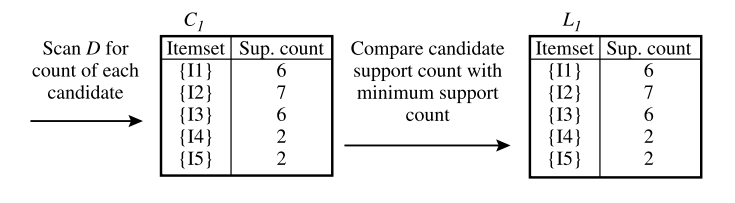 C1
Scan D for
count of each
candidate
Itemset Sup. count
{I1} 6
{I2} 7
{I3} 6
{I4} 2
{I5} 2
Compare candidate
support count with
minimum support
count
L1
Itemset Sup. count
{I1} 6
{I2} 7
{I3} 6
{I4} 2
{I5} 2